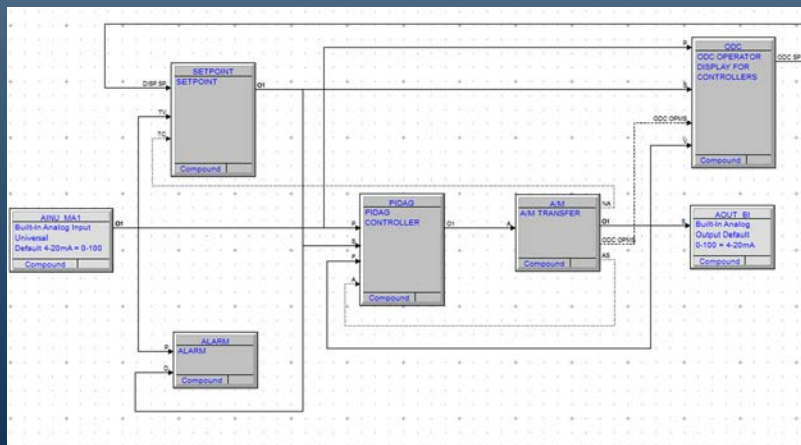 SETPOINT
SETPOINT
DISP SP
TV
TC
O1
Compound
ODC
ODC OPERATOR
DISPLAY FOR
CONTROLLERS
P
S
ODC OPMS
U
ODC SP
Compound
AINU_MA1
Built-In Analog Input
Universal
Default 4-20mA = 0-100
O1
Compound
PIDAG
PIDAG
CONTROLLER
P
S
F
A
O1
Compound
A/M
A/M TRANSFER
A
NA
O1
ODC OPMS
AS
Compound
AOUT_BI
Built-in Analog
Output Default
0-100 = 4-20mA
S
Compound
ALARM
ALARM
P
D
Compound